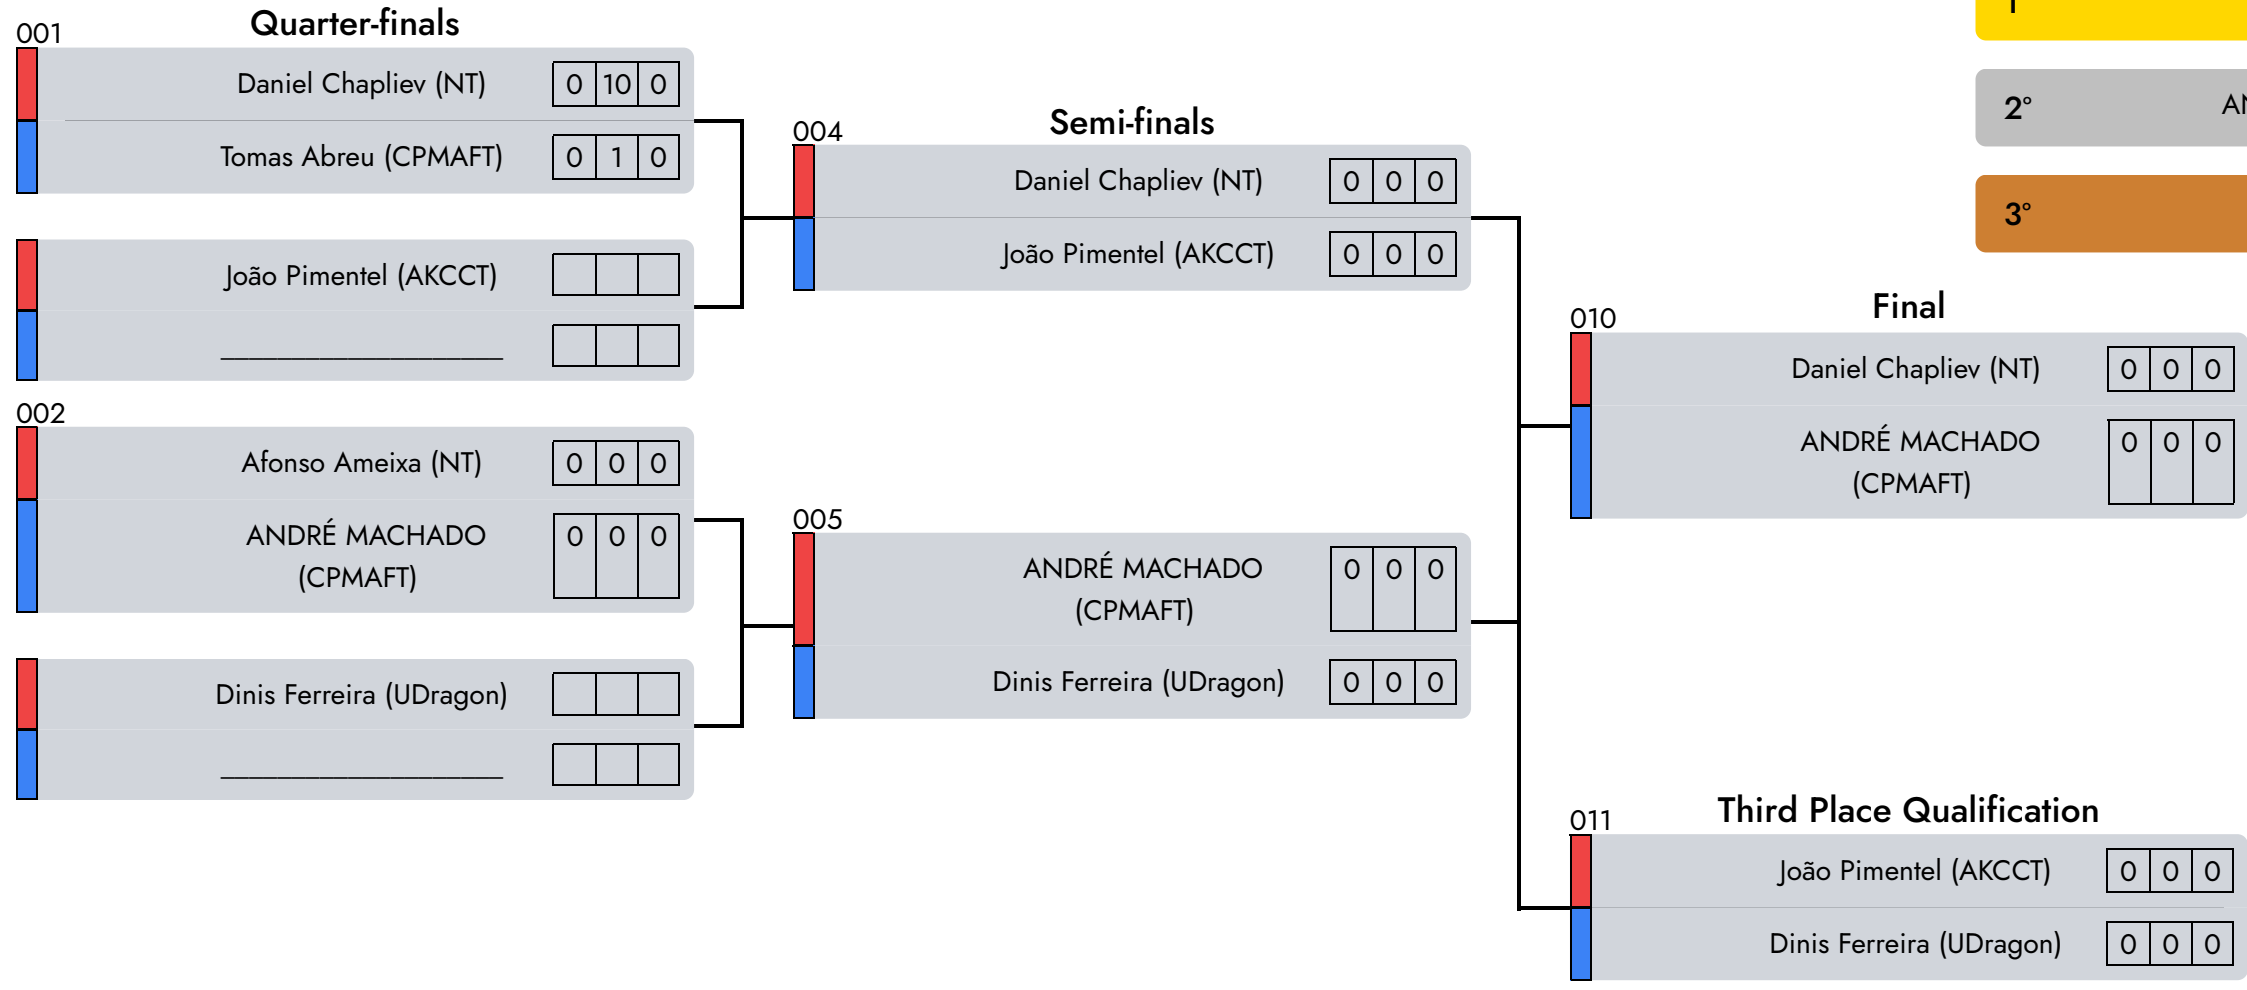 Quarter-finals
001
Daniel Chapliev (NT) 0 10 0
Tomas Abreu (CPMAFT) 0 1 0
João Pimentel (AKCCT)
____________________
002
Afonso Ameixa (NT) 0 0 0
ANDRÉ MACHADO 0 0 0
(CPMAFT)
Dinis Ferreira (UDragon)
____________________
Semi-finals
004
Daniel Chapliev (NT) 0 0 0
João Pimentel (AKCCT) 0 0 0
005
ANDRÉ MACHADO 0 0 0
(CPMAFT)
Dinis Ferreira (UDragon) 0 0 0
2°
3°
Final
010
Daniel Chapliev (NT) 0 0 0
ANDRÉ MACHADO 0 0 0
(CPMAFT)
Third Place Qualification
011
João Pimentel (AKCCT) 0 0 0
Dinis Ferreira (UDragon) 0 0 0